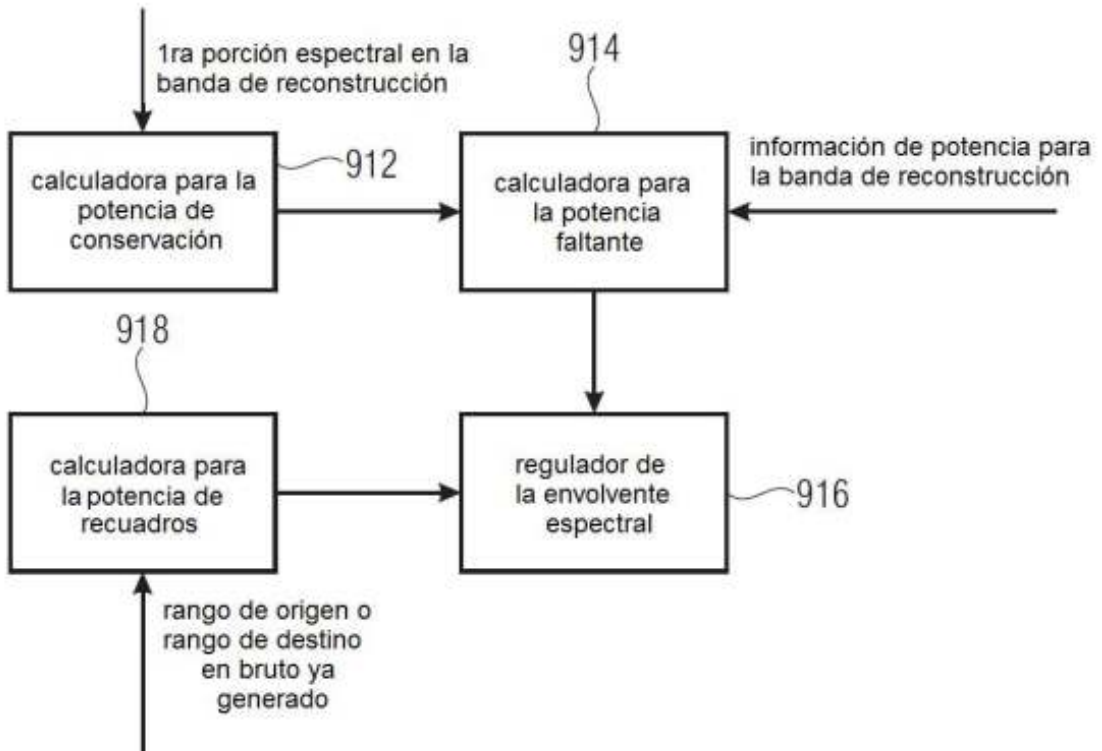 1ra porción espectral en la
banda de reconstrucción
914
912
calculadora para la
potencia de
conservación
calculadora para
la potencia
faltante
información de potencia para
la banda de reconstrucción
918
calculadora para
la potencia de
recuadros
regulador de
la envolvente
espectral
916
rango de origen o
rango de destino
en bruto ya
generado